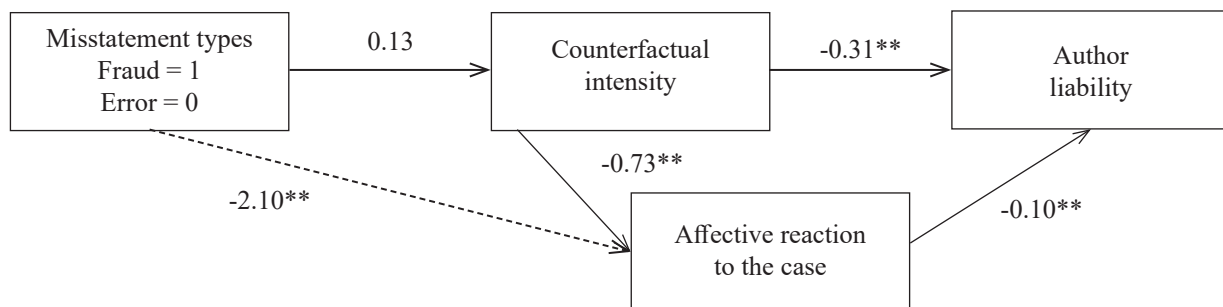 Misstatement types
Fraud = 1
Error = 0
0.13
Counterfactual
intensity
-0.31**
Author
liability
-2.10**
-0.73**
Affective reaction
to the case
-0.10**